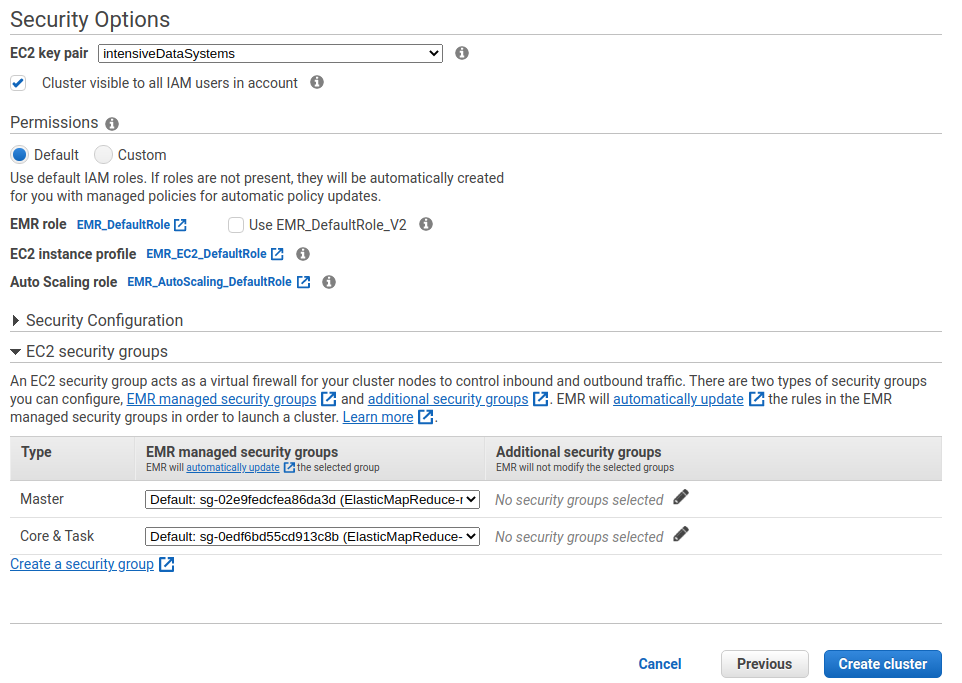 Security Options
EC2 key pair intensiveDataSystems
Cluster visible to all IAM users in account
Permissions
Default Custom
Use default IAM roles. If roles are not present, they will be automatically created
for you with managed policies for automatic policy updates.
EMR role EMR_DefaultRole Use EMR_DefaultRole_V2
EC2 instance profile EMR_EC2_DefaultRole
Auto Scaling role EMR_AutoScaling_DefaultRole
Security Configuration
EC2 security groups
An EC2 security group acts as a virtual firewall for your cluster nodes to control inbound and outbound traffic. There are two types of security groups
you can configure, EMR managed security groups and additional security groups. EMR will automatically update the rules in the EMR
managed security groups in order to launch a cluster. Learn more.
Type EMR managed security groups Additional security groups
EMR will automatically update the selected group EMR will not modify the selected groups
Master Default: sg-02e9fedcfea86da3d (ElasticMapReduce- No security groups selected
Core & Task Default: sg-0edf6bd55cd913c8b (ElasticMapReduce- No security groups selected
Create a security group
Cancel Previous Create cluster